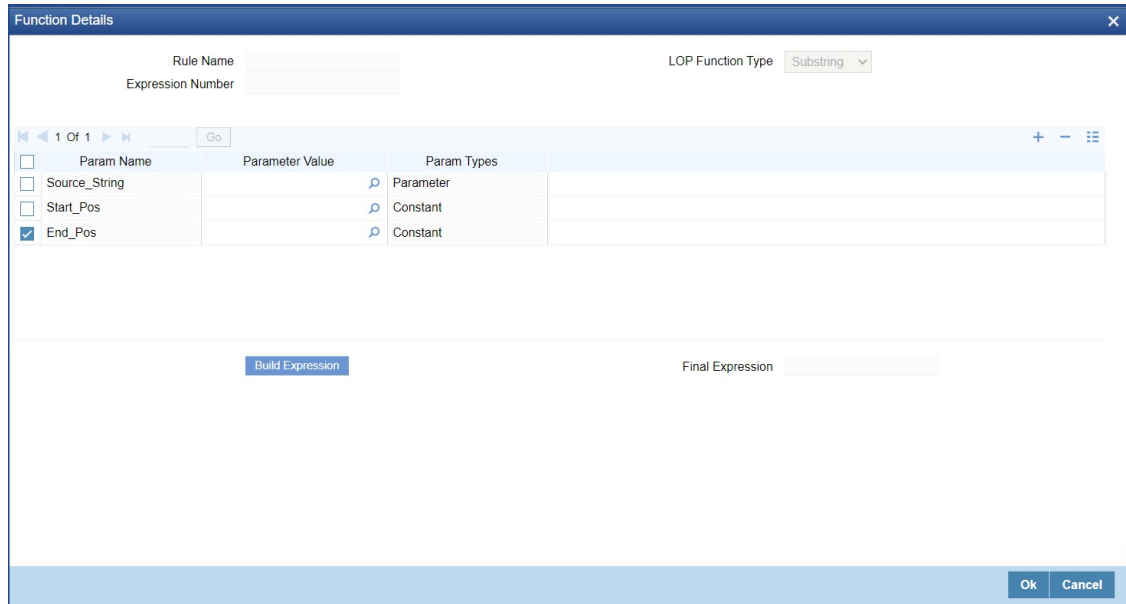 Function Details
Rule Name
LOP Function Type Substring
Expression Number
1 Of 1 Go
Param Name Parameter Value Param Types
Source_String Parameter
Start_Pos Constant
End_Pos Constant
Build Expression Final Expression
Ok Cancel